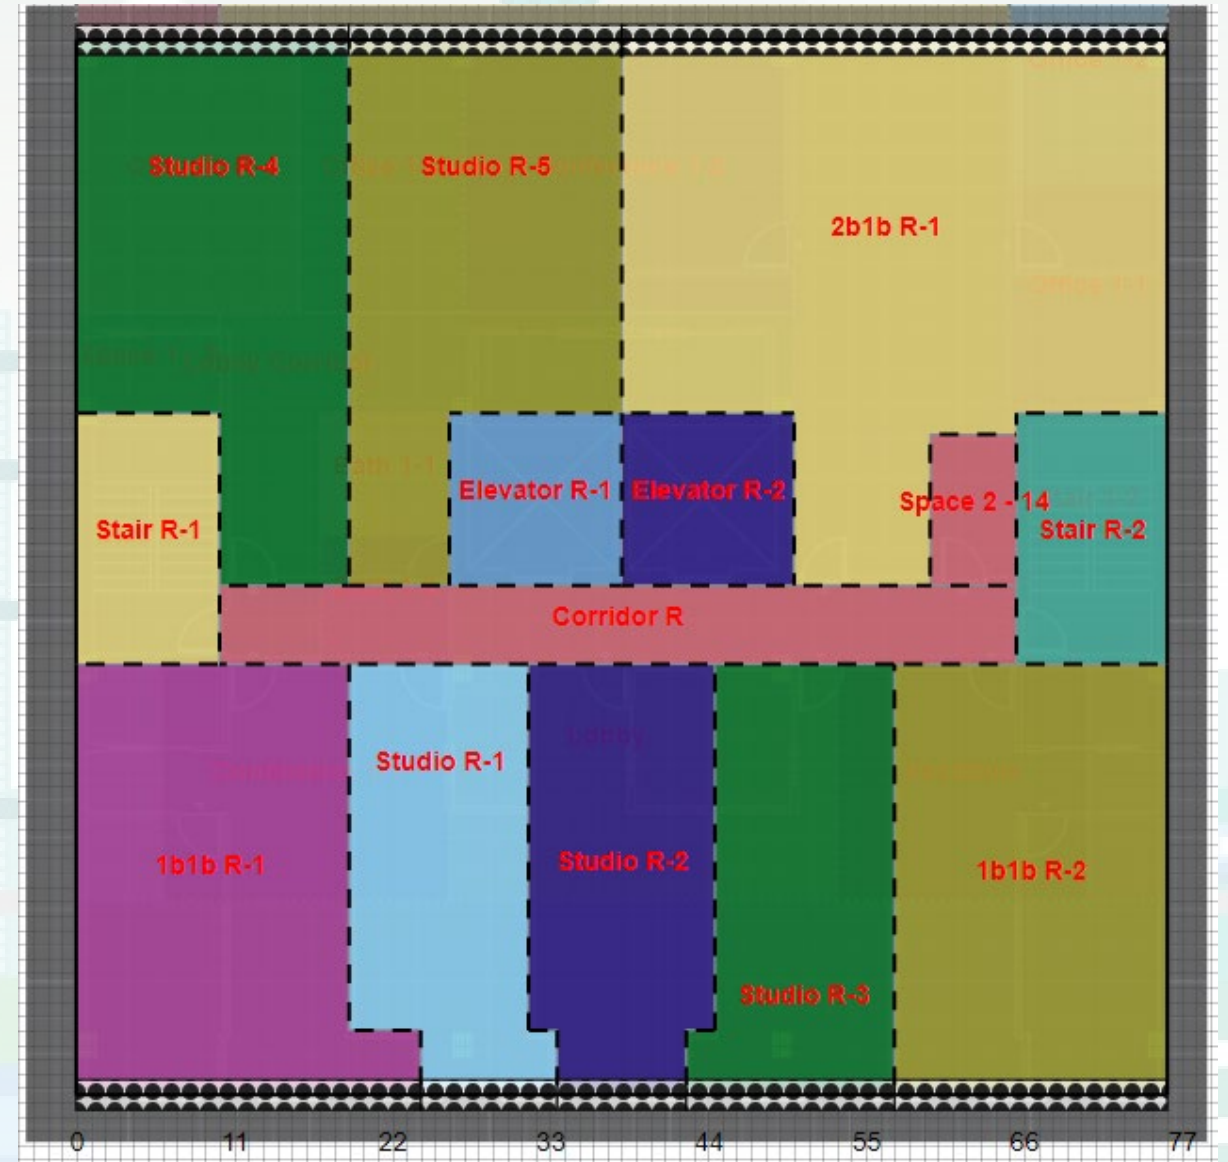 Studio R-4
Studio R-5
2b1b R-1
Elevator R-1
Elevator R-2
Space 2 - 14
Stair R-1
Stair R-2
Corridor R
Studio R-1
1b1b R-1
Studio R-2
1b1b R-2
Studio R-3
Lobby
0 11 22 33 44 55 66 77